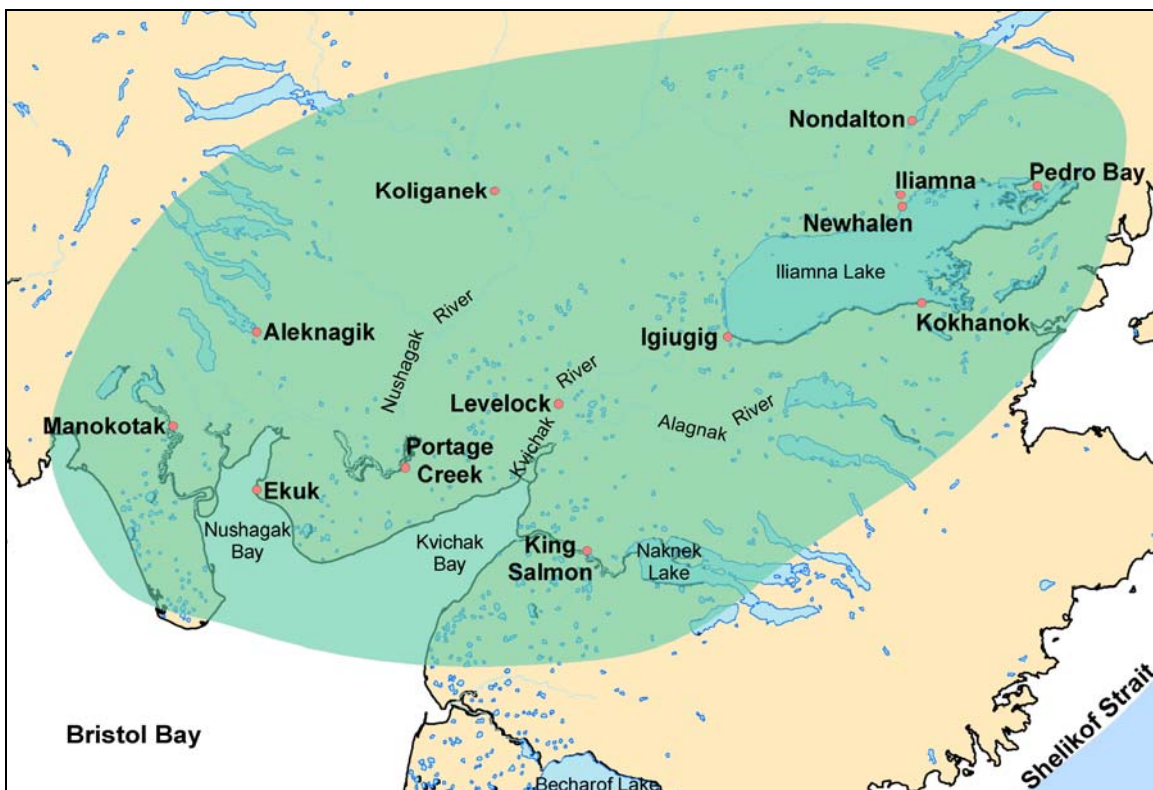 Nondalton
Pedro Bay
Iliamna
Koliganek
Newhalen
Iliamna Lake
Kokhanok
Aleknagik
Nushagak River
Igiugig
Levelock
Kvichak River
Alagnak River
Manokotak
Portage
Creek
Ekuk
Nushagak
Bay
Kvichak
Bay
King
Salmon
Naknek
Lake
Bristol Bay
Shelikof Strait
Becharof Lake